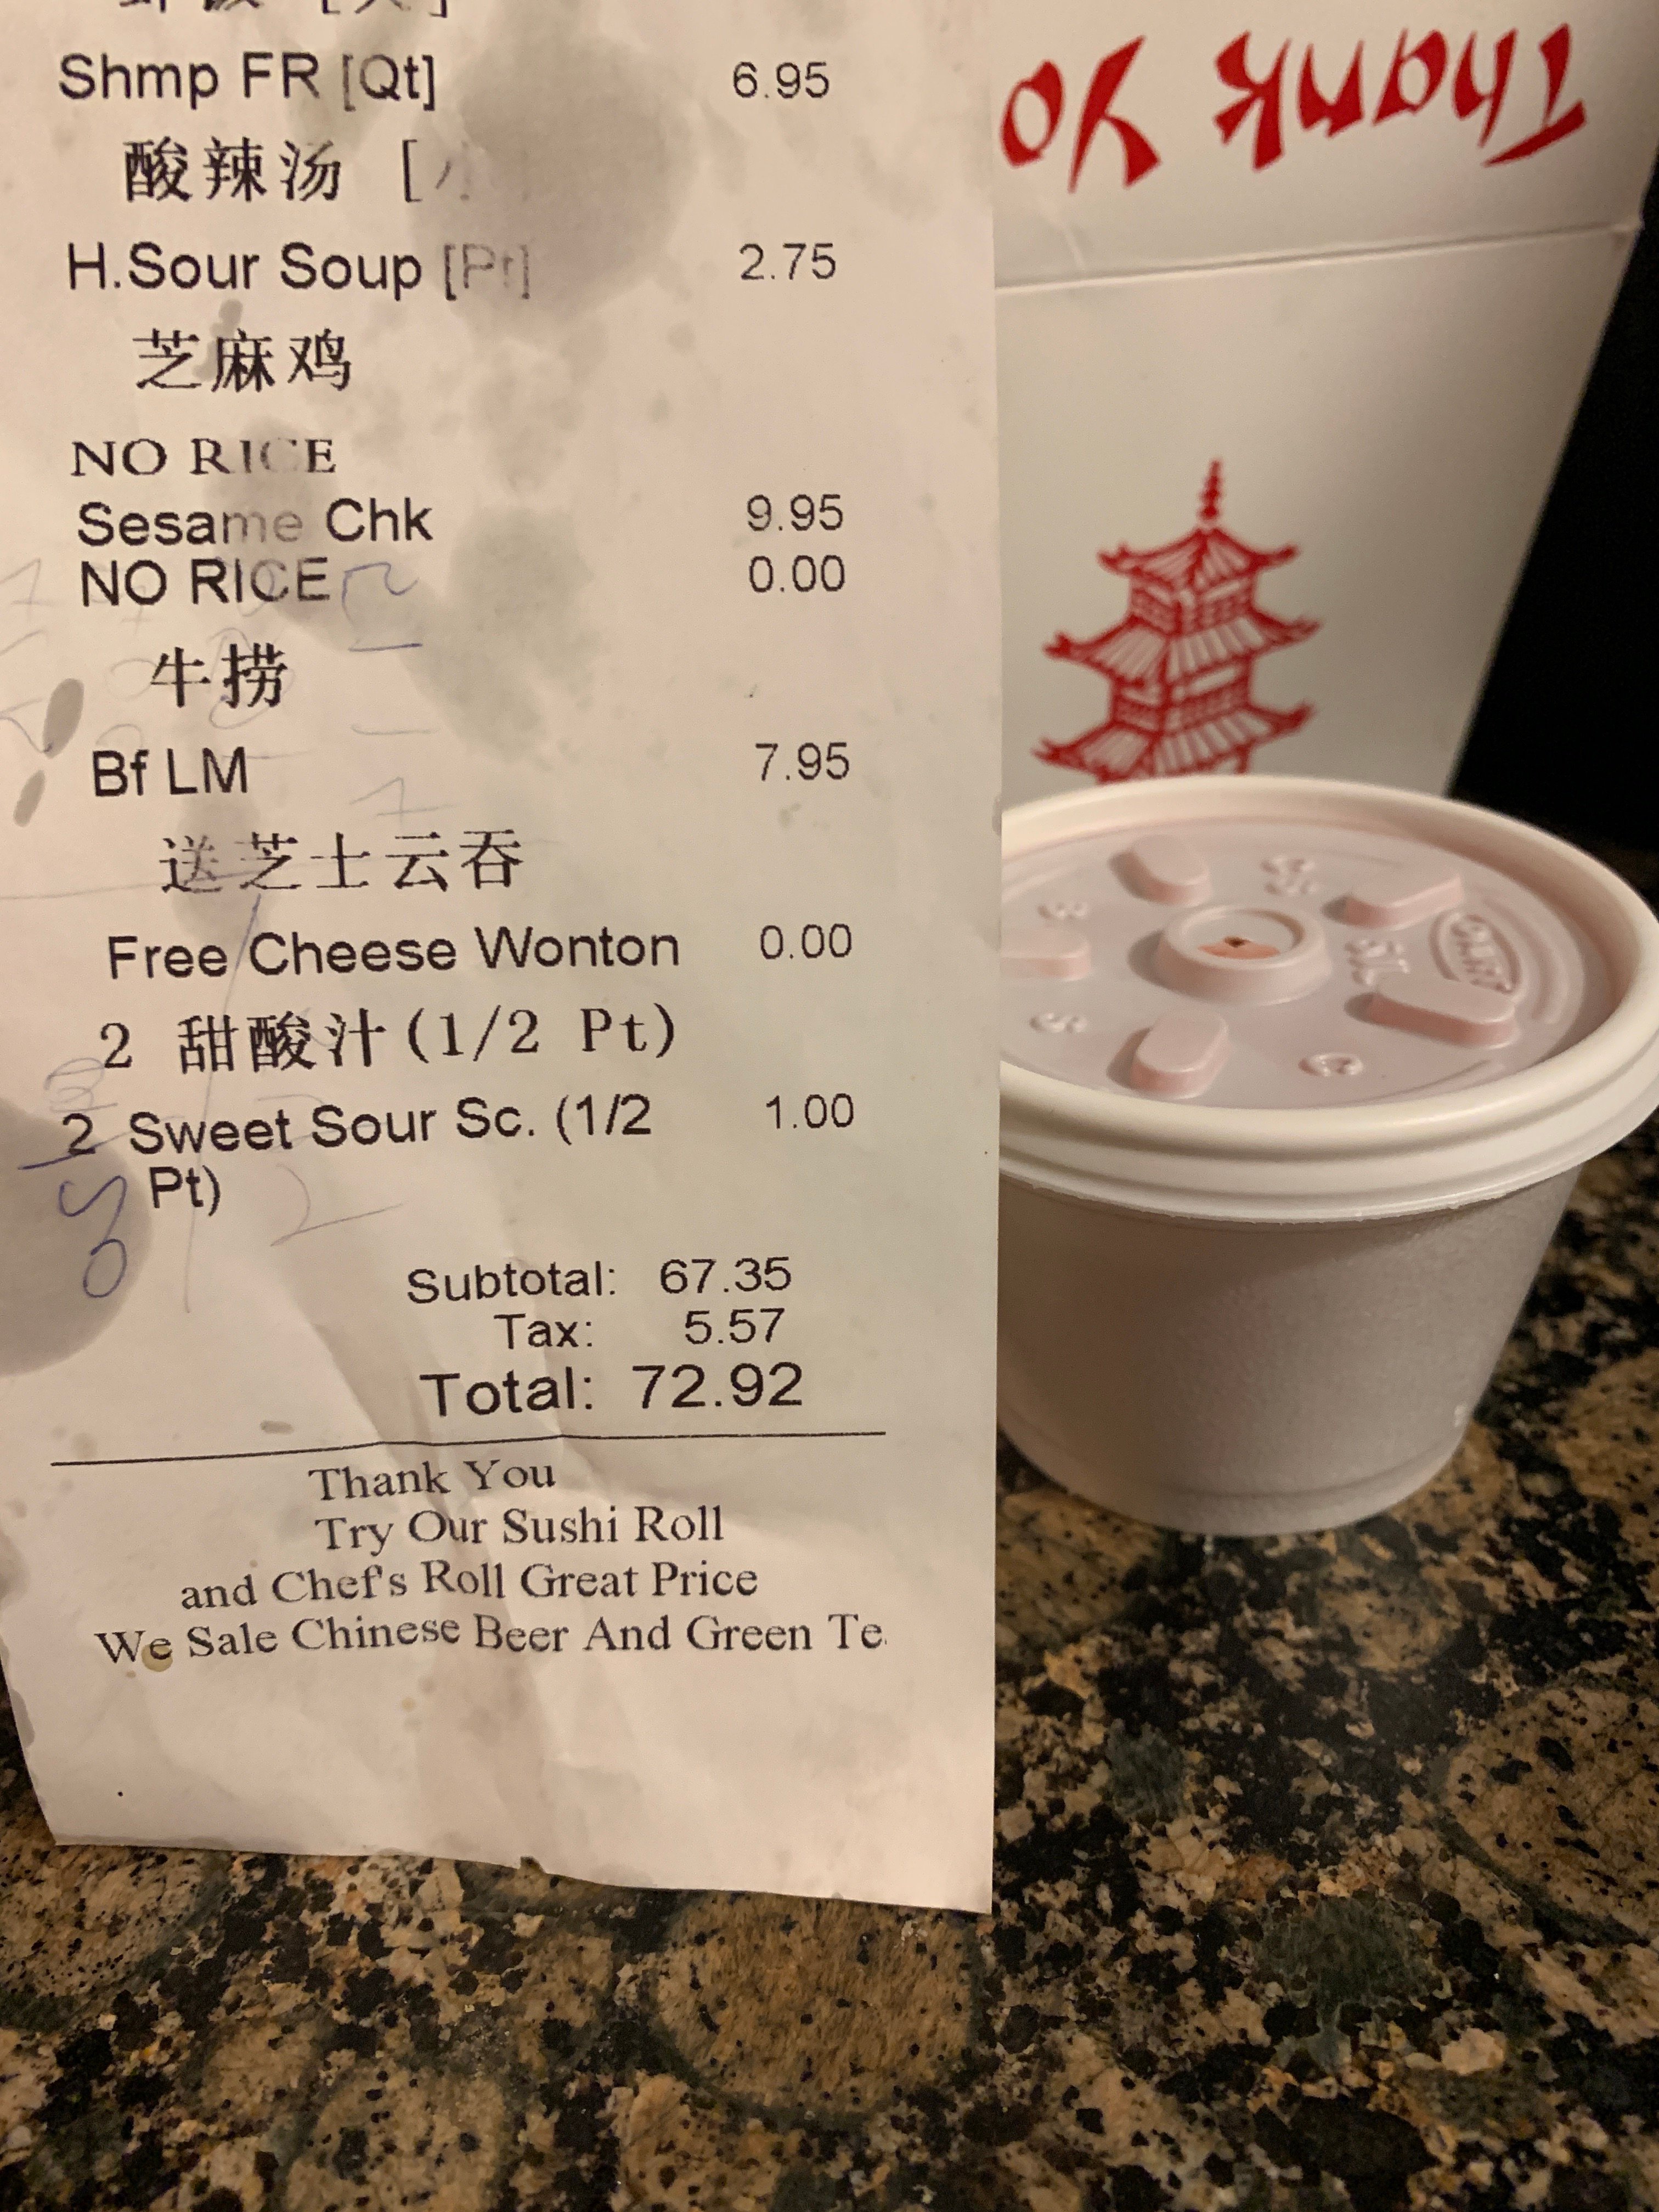 Shmp FR [Qt] 6.95
酸辣汤 [小
H.Sour Soup [Pt] 2.75
芝麻鸡
NO RICE
Sesame Chk 9.95
NO RICE 0.00
牛捞
Bf LM 7.95
送芝士云吞
Free Cheese Wonton 0.00
2 甜酸汁(1/2 Pt)
2 Sweet Sour Sc. (1/2 1.00
Pt)
Subtotal: 67.35
Tax: 5.57
Total: 72.92
Thank You
Try Our Sushi Roll
and Chef's Roll Great Price
We Sale Chinese Beer And Green Te
Thank Yo
DART